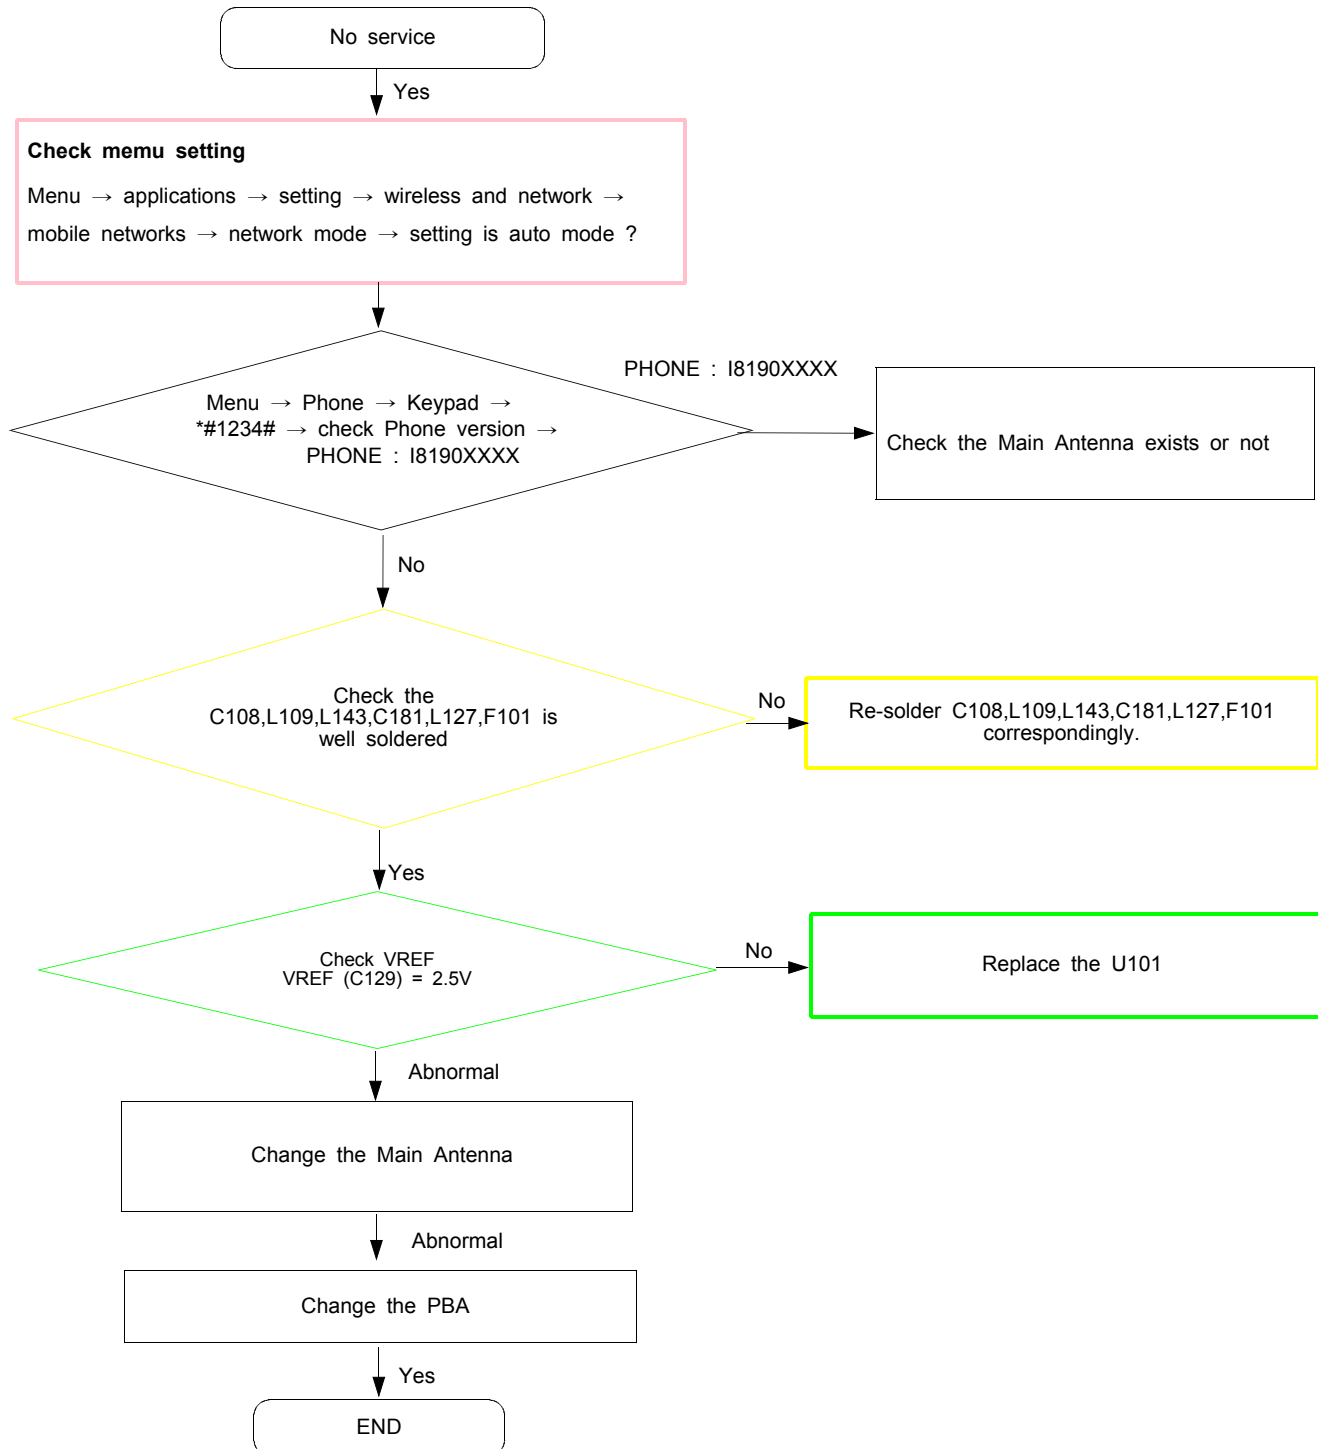 No service
Yes
Check memu setting
Menu → applications → setting → wireless and network →
mobile networks → network mode → setting is auto mode ?
PHONE : I8190XXXX
Menu → Phone → Keypad →
*#1234# → check Phone version →
PHONE : I8190XXXX
Check the Main Antenna exists or not
No
Check the
C108,L109,L143,C181,L127,F101 is
well soldered
No
Re-solder C108,L109,L143,C181,L127,F101
correspondingly.
Yes
Check VREF
VREF (C129) = 2.5V
No
Replace the U101
Abnormal
Change the Main Antenna
Abnormal
Change the PBA
Yes
END